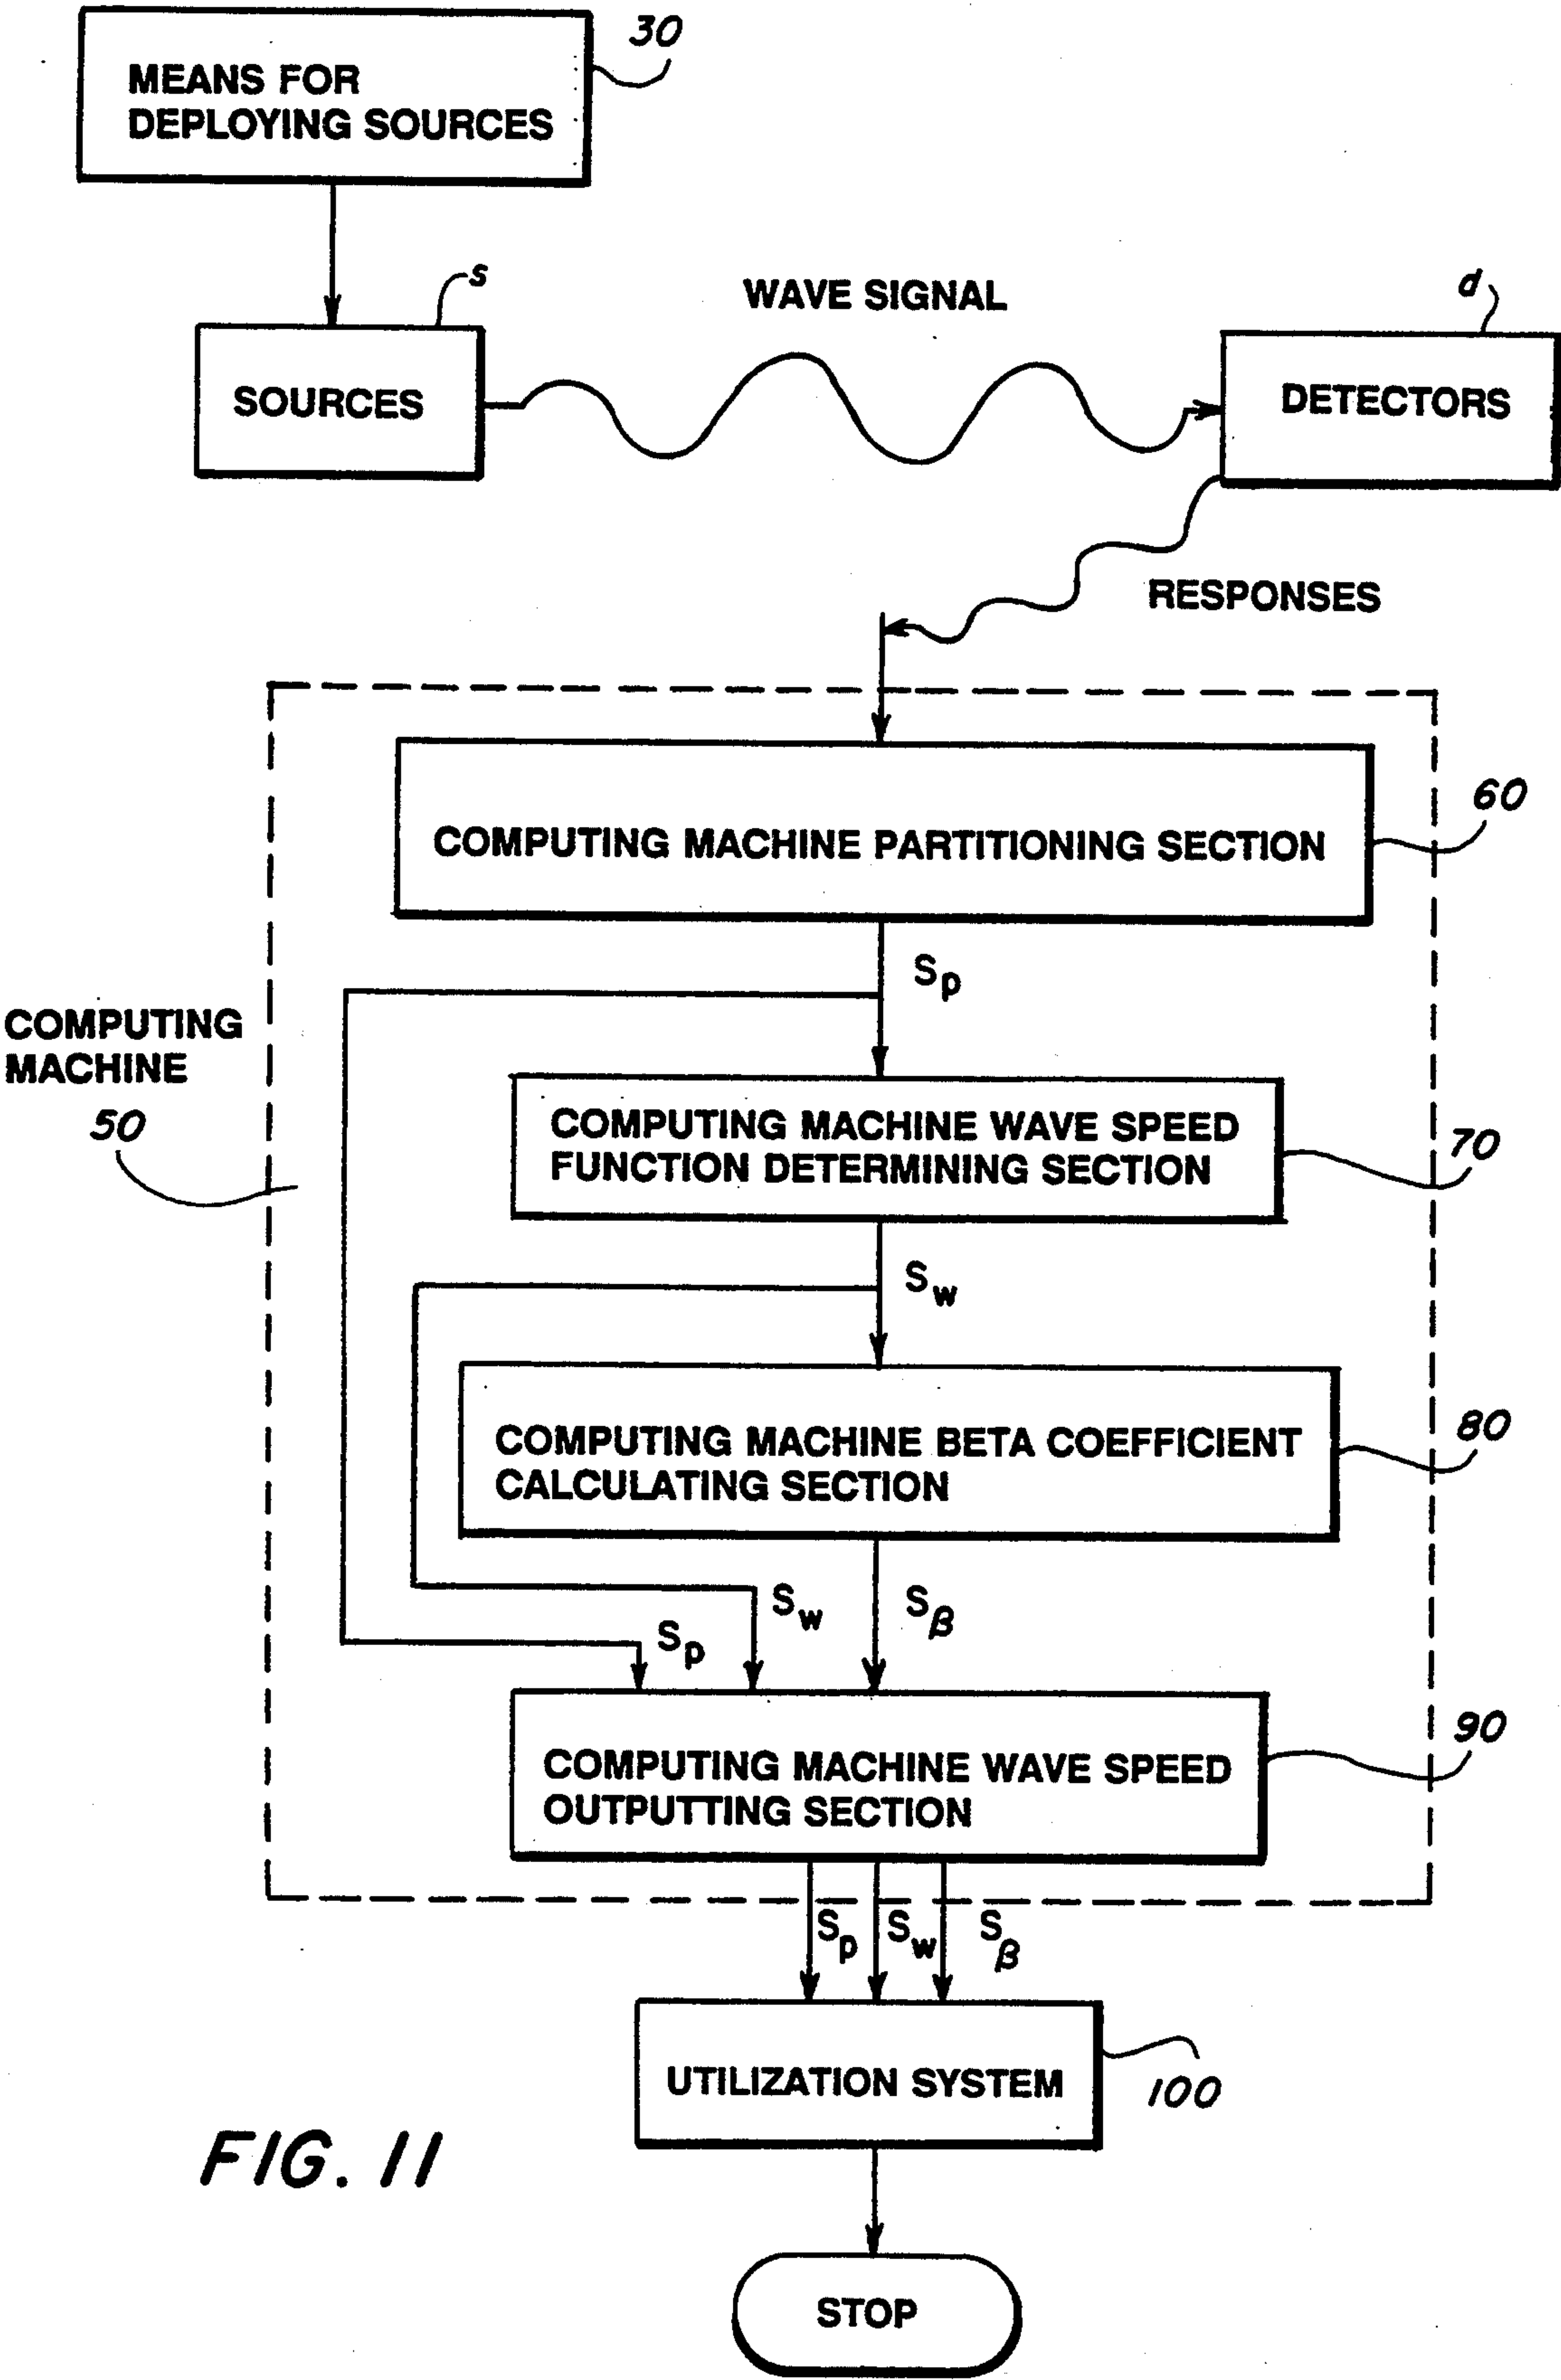 30
MEANS FOR
DEPLOYING SOURCES
s
WAVE SIGNAL
d
SOURCES
DETECTORS
RESPONSES
60
COMPUTING MACHINE PARTITIONING SECTION
Sp
COMPUTING
MACHINE
50
COMPUTING MACHINE WAVE SPEED
FUNCTION DETERMINING SECTION
70
Sw
COMPUTING MACHINE BETA COEFFICIENT
CALCULATING SECTION
80
Sp
Sw
Sβ
90
COMPUTING MACHINE WAVE SPEED
OUTPUTTING SECTION
Sp
Sw
Sβ
UTILIZATION SYSTEM
100
FIG. 11
STOP